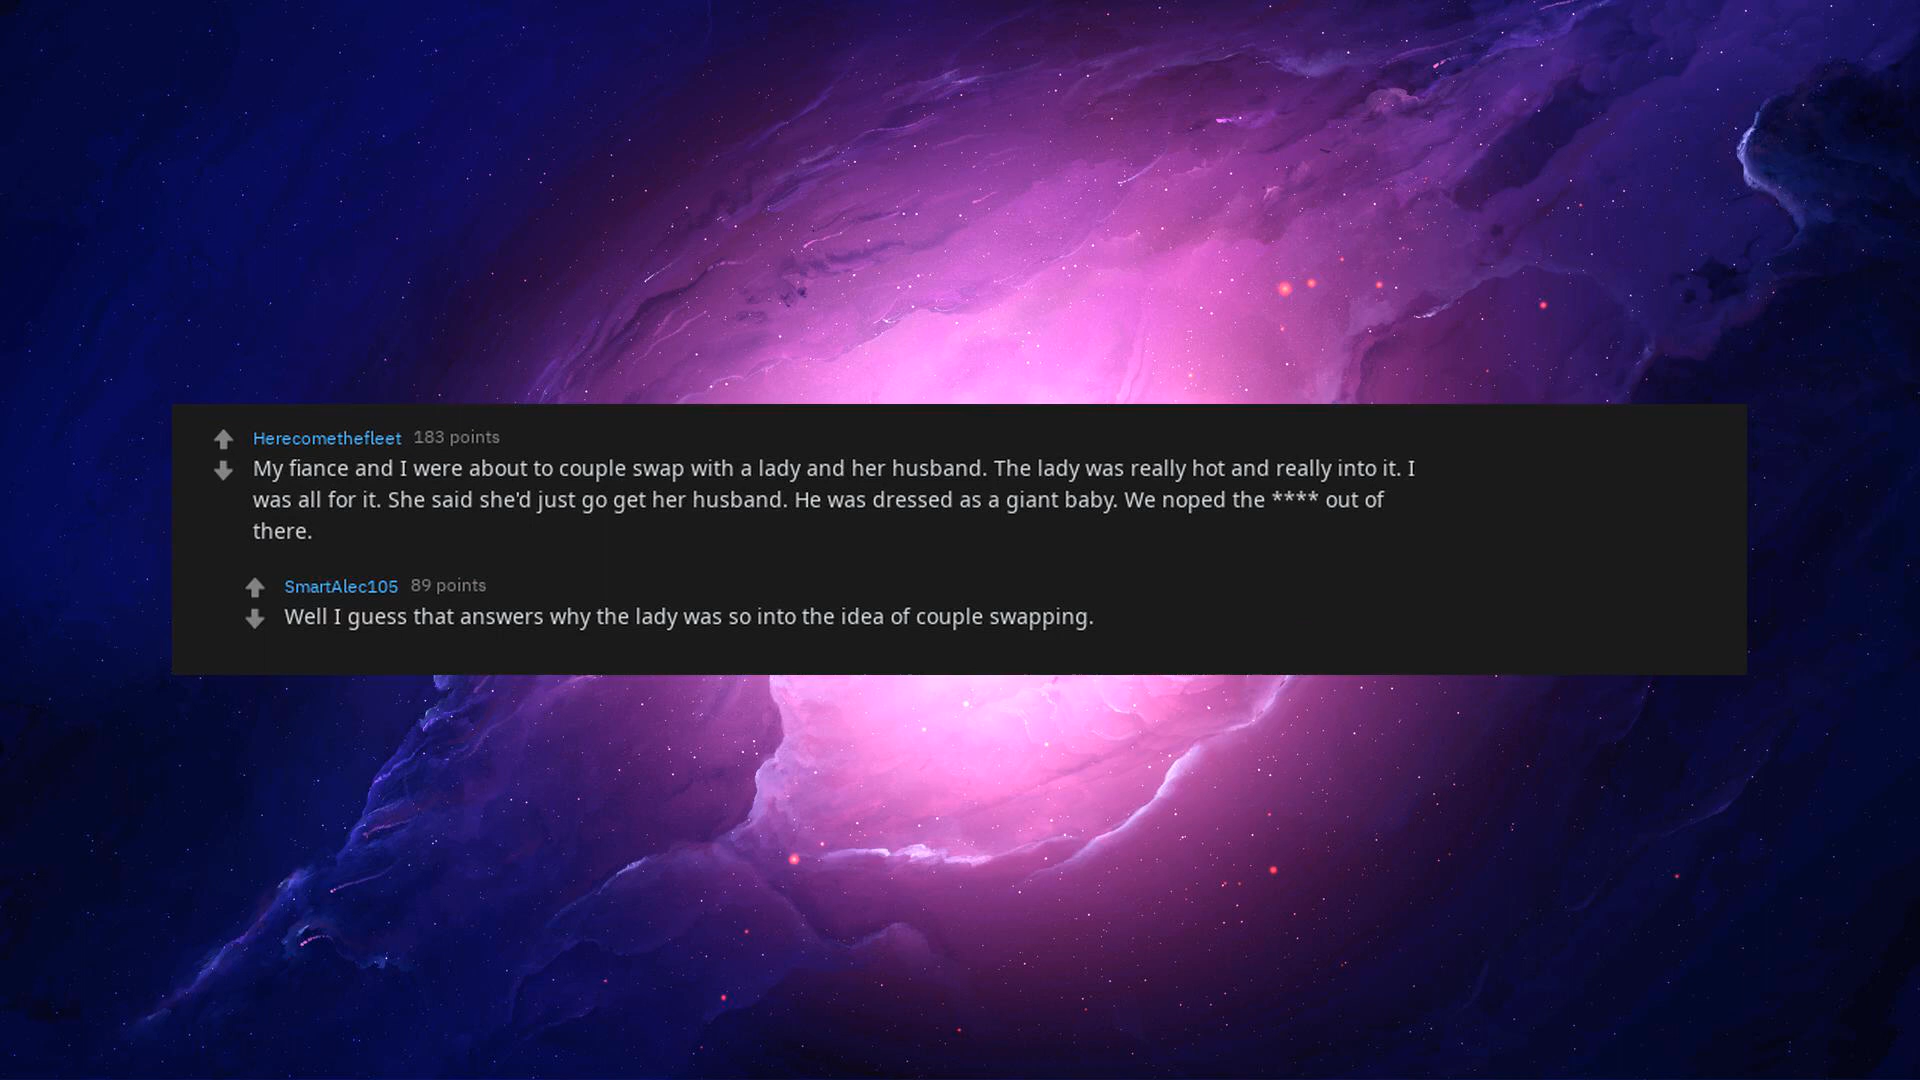 Herecomethefleet 183 points
My fiance and I were about to couple swap with a lady and her husband. The lady was really hot and really into it. I
was all for it. She said she'd just go get her husband. He was dressed as a giant baby. We noped the **** out of
there.
SmartAlec105 89 points
Well I guess that answers why the lady was so into the idea of couple swapping.